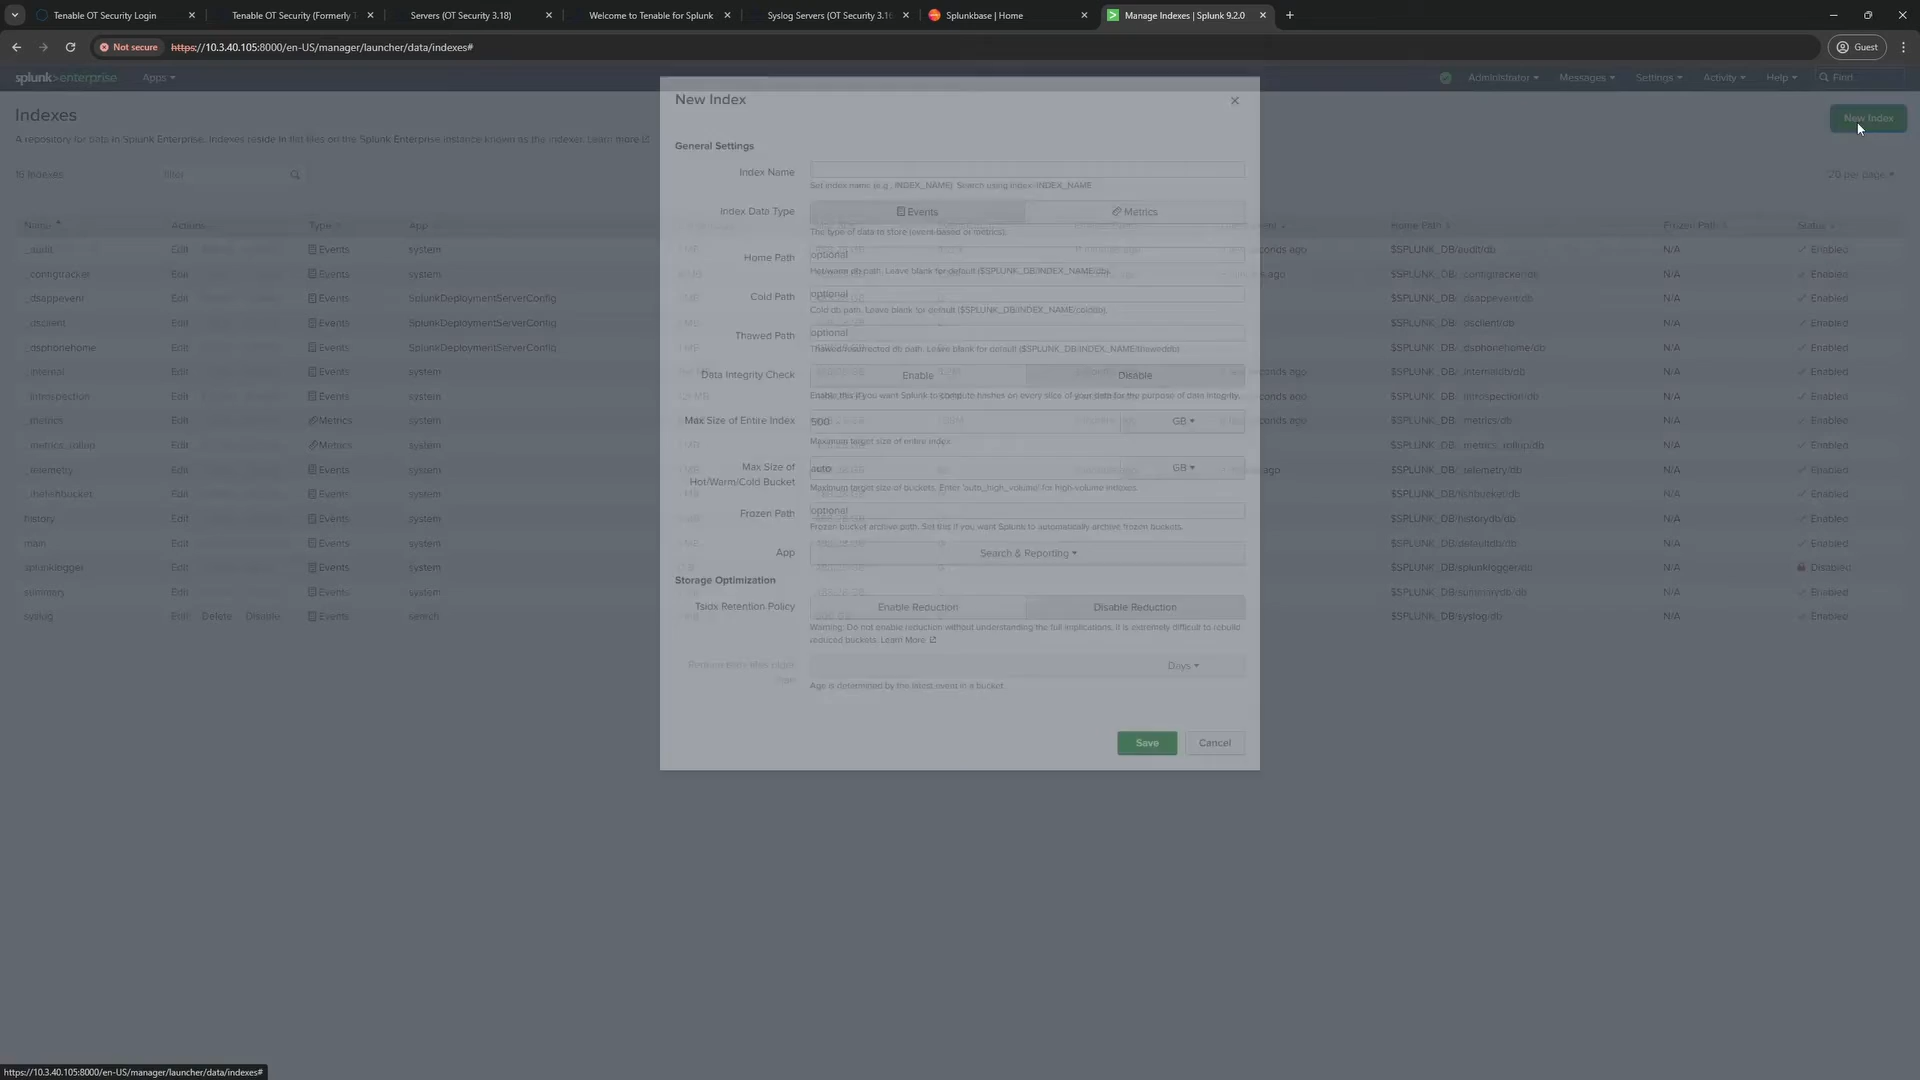 Tenable OT Security Login
Tenable OT Security (Formerly T
Servers (OT Security 3.18)
Welcome to Tenable for Splunk
Syslog Servers (OT Security 3.16
Splunkbase | Home
Manage Indexes | Splunk 9.2.0
Not secure
https://10.3.40.105:8000/en-US/manager/launcher/data/indexes#
Guest
splunk>enterprise
Apps
Administrator
Messages
Settings
Activity
Help
Find
Indexes
New Index
A repository for data in Splunk Enterprise. Indexes reside in flat files on the Splunk Enterprise instance known as the indexer. Learn more
16 Indexes
filter
20 per page
Name Actions Type App Home Path Frozen Path Status
_audit Edit Events system $SPLUNK_DB/audit/db N/A Enabled
_configtracker Edit Events system $SPLUNK_DB/_configtracker/db N/A Enabled
_dsappevent Edit Events SplunkDeploymentServerConfig $SPLUNK_DB/_dsappevent/db N/A Enabled
_dsclient Edit Events SplunkDeploymentServerConfig $SPLUNK_DB/_dsclient/db N/A Enabled
_dsphonehome Edit Events SplunkDeploymentServerConfig $SPLUNK_DB/_dsphonehome/db N/A Enabled
_internal Edit Events system $SPLUNK_DB/_internaldb/db N/A Enabled
_introspection Edit Events system $SPLUNK_DB/_introspection/db N/A Enabled
_metrics Edit Metrics system $SPLUNK_DB/_metrics/db N/A Enabled
_metrics_rollup Edit Metrics system $SPLUNK_DB/_metrics_rollup/db N/A Enabled
_telemetry Edit Events system $SPLUNK_DB/_telemetry/db N/A Enabled
_thefishbucket Edit Events system $SPLUNK_DB/fishbucket/db N/A Enabled
history Edit Events system $SPLUNK_DB/historydb/db N/A Enabled
main Edit Events system $SPLUNK_DB/defaultdb/db N/A Enabled
splunklogger Edit Events system $SPLUNK_DB/splunklogger/db N/A Disabled
summary Edit Events system $SPLUNK_DB/summarydb/db N/A Enabled
syslog Edit Delete Disable Events search $SPLUNK_DB/syslog/db N/A Enabled
New Index
General Settings
Index Name
Set index name (e.g., INDEX_NAME). Search using index=INDEX_NAME.
Index Data Type
Events
Metrics
The type of data to store (event-based or metrics).
Home Path
optional
Hot/warm db path. Leave blank for default ($SPLUNK_DB/INDEX_NAME/db).
Cold Path
optional
Cold db path. Leave blank for default ($SPLUNK_DB/INDEX_NAME/colddb).
Thawed Path
optional
Thawed/resurrected db path. Leave blank for default ($SPLUNK_DB/INDEX_NAME/thaweddb).
Data Integrity Check
Enable
Disable
Enable this if you want Splunk to compute hashes on every slice of your data for the purpose of data integrity.
Max Size of Entire Index
500
GB
Maximum target size of entire index.
Max Size of
Hot/Warm/Cold Bucket
auto
GB
Maximum target size of buckets. Enter 'auto_high_volume' for high-volume indexes.
Frozen Path
optional
Frozen bucket archive path. Set this if you want Splunk to automatically archive frozen buckets.
App
Search & Reporting
Storage Optimization
Tsidx Retention Policy
Enable Reduction
Disable Reduction
Warning: Do not enable reduction without understanding the full implications. It is extremely difficult to rebuild
reduced buckets. Learn More
Days
Age is determined by the latest event in a bucket.
Save
Cancel
https://10.3.40.105:8000/en-US/manager/launcher/data/indexes#